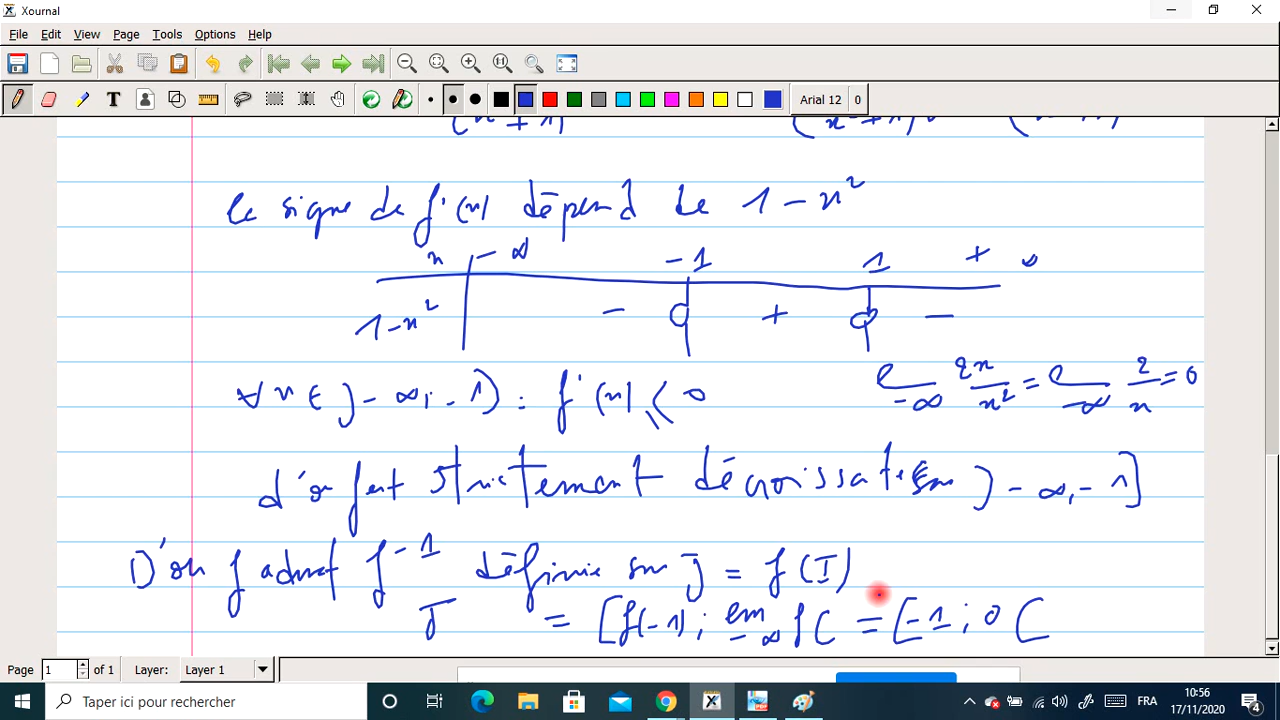 Xournal
File Edit View Page Tools Options Help
Arial 12 0
Le signe de f'(x) dépend de 1 - x²
x -∞ -1 1 +∞
1-x² - 0 + 0 -
∀x ∈ ]-∞; -1] : f'(x) ≤ 0
lim -∞ 2x/x² = lim -∞ 2/x = 0
d'où f est strictement décroissate sur ]-∞, -1]
D'où f admet f⁻¹ définie sur J = f(I)
J = [f(-1); lim -∞ f[ = [-1; 0[
Page 1 of 1 Layer: Layer 1
Taper ici pour rechercher
FRA
10:56
17/11/2020
4